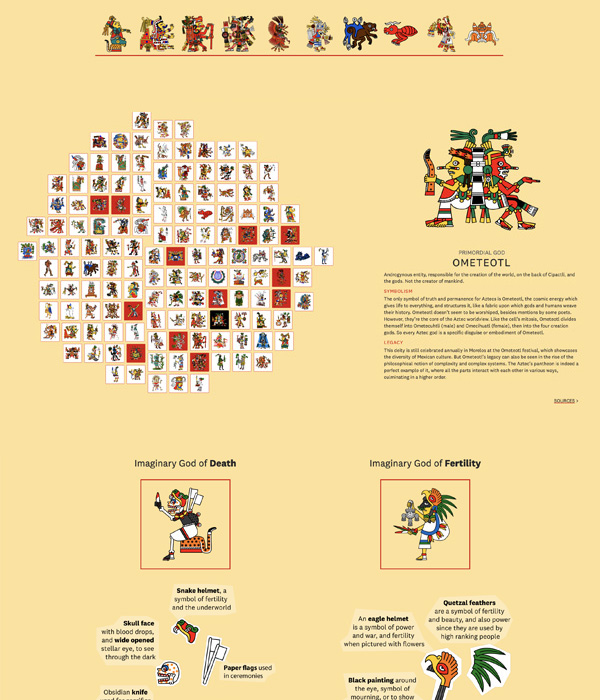 PRIMORDIAL GOD
OMETEOTL
Androgynous entity, responsible for the creation of the world, on the back of Cipactli, and
the gods. Not the creator of mankind.
SYMBOLISM
The only symbol of truth and permanence for Aztecs is Ometeotl, the cosmic energy which
gives life to everything, and structures it, like a fabric upon which gods and humans weave
their history. Ometeotl doesn't seem to be worshiped, besides mentions by some poets.
However, they're the core of the Aztec worldview. Like the cell's mitosis, Ometeotl divides
themself into Ometecuhtli (male) and Omecihuatl (female), then into the four creation
gods. So every Aztec god is a specific disguise or embodiment of Ometeotl.
LEGACY
This deity is still celebrated annually in Morelos at the Ometeotl festival, which showcases
the diversity of Mexican culture. But Ometeotl's legacy can also be seen in the rise of the
philosophical notion of complexity and complex systems. The Aztec's pantheon is indeed a
perfect example of it, where all the parts interact with each other in various ways,
culminating in a higher order.
SOURCES ›
Imaginary God of Death
Imaginary God of Fertility
Snake helmet, a
symbol of fertility
and the underworld
Skull face
with blood drops,
and wide opened
stellar eye, to see
through the dark
Paper flags used
in ceremonies
Obsidian knife
used for sacrifice
Quetzal feathers
are a symbol of fertility
and beauty, and also power
since they are used by
high ranking people
An eagle helmet
is a symbol of power
and war, and fertility
when pictured with flowers
Black painting around
the eye, symbol of
mourning, or to show